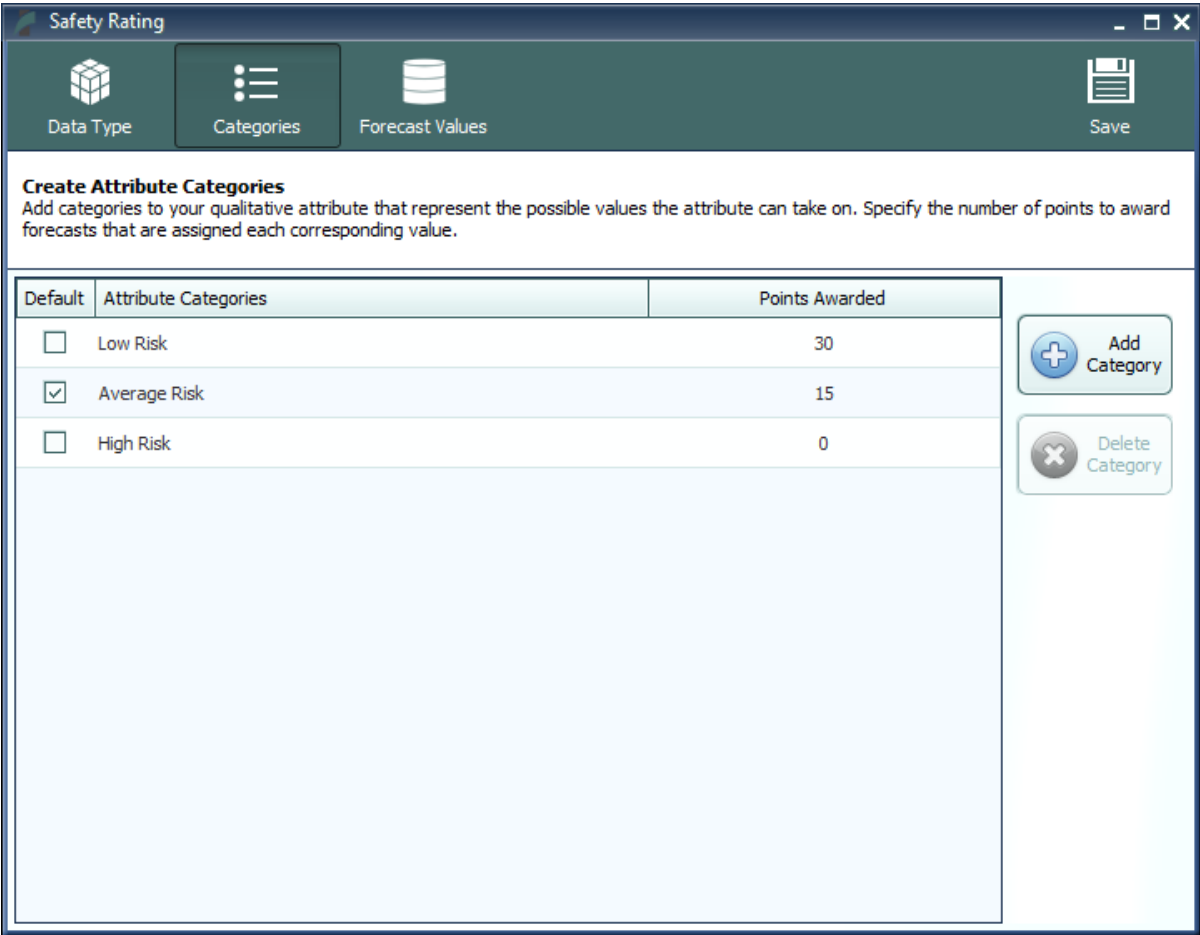 Safety Rating
Data Type
Categories
Forecast Values
Save
Create Attribute Categories
Add categories to your qualitative attribute that represent the possible values the attribute can take on. Specify the number of points to award
forecasts that are assigned each corresponding value.
Default Attribute Categories Points Awarded
Low Risk 30
Average Risk 15
High Risk 0
Add
Category
Delete
Category